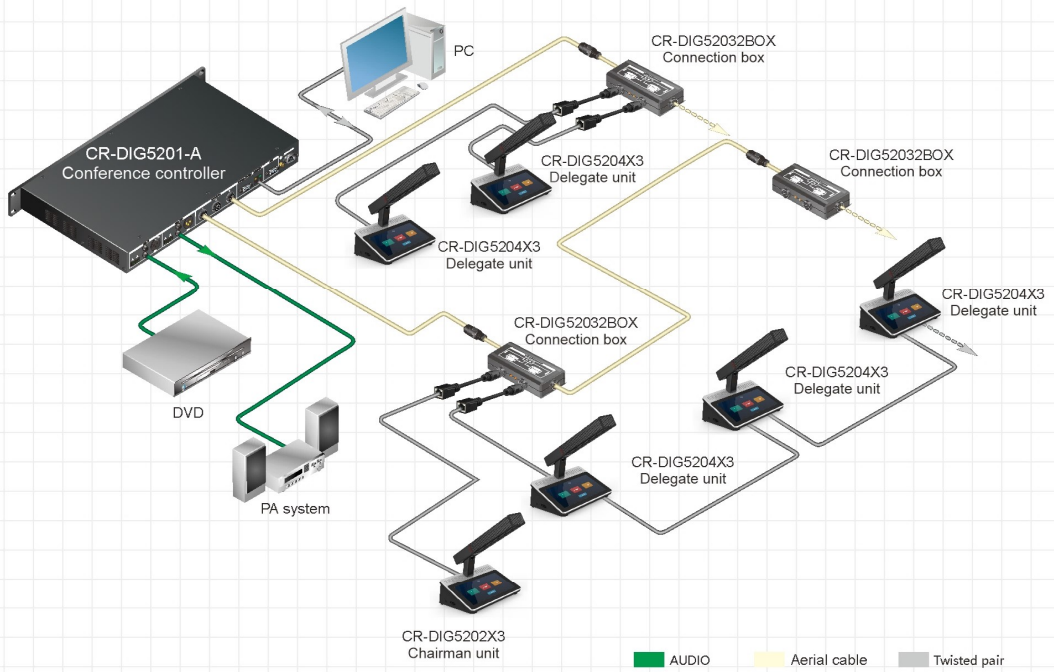 PC
CR-DIG52032BOX
Connection box
CR-DIG5201-A
Conference controller
CR-DIG5204X3
Delegate unit
CR-DIG52032BOX
Connection box
CR-DIG5204X3
Delegate unit
CR-DIG5204X3
Delegate unit
CR-DIG52032BOX
Connection box
CR-DIG5204X3
Delegate unit
DVD
CR-DIG5204X3
Delegate unit
PA system
CR-DIG5202X3
Chairman unit
AUDIO
Aerial cable
Twisted pair